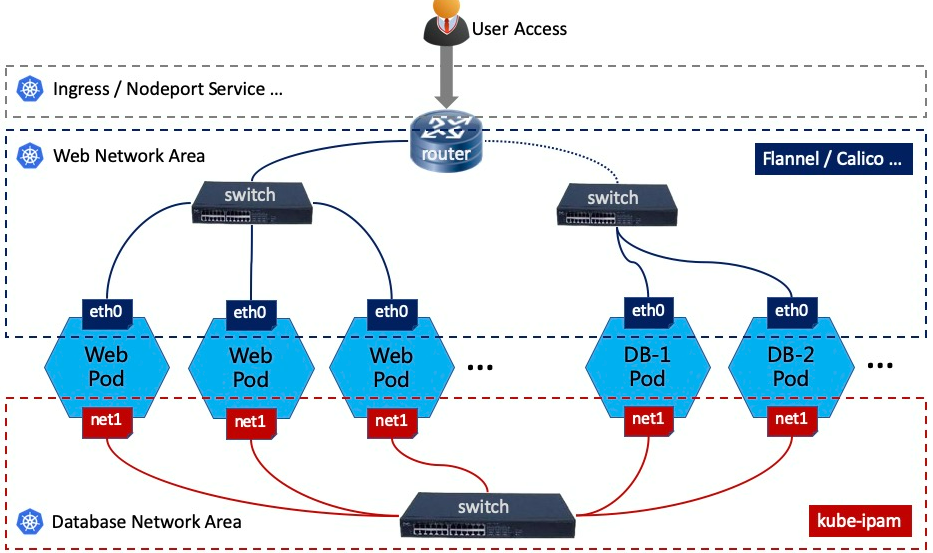 User Access
Ingress / Nodeport Service ...
router
Web Network Area
Flannel / Calico ...
switch
switch
eth0
eth0
eth0
eth0
eth0
Web
Pod
Web
Pod
Web
Pod
...
DB-1
Pod
DB-2
Pod
...
net1
net1
net1
net1
net1
switch
Database Network Area
kube-ipam